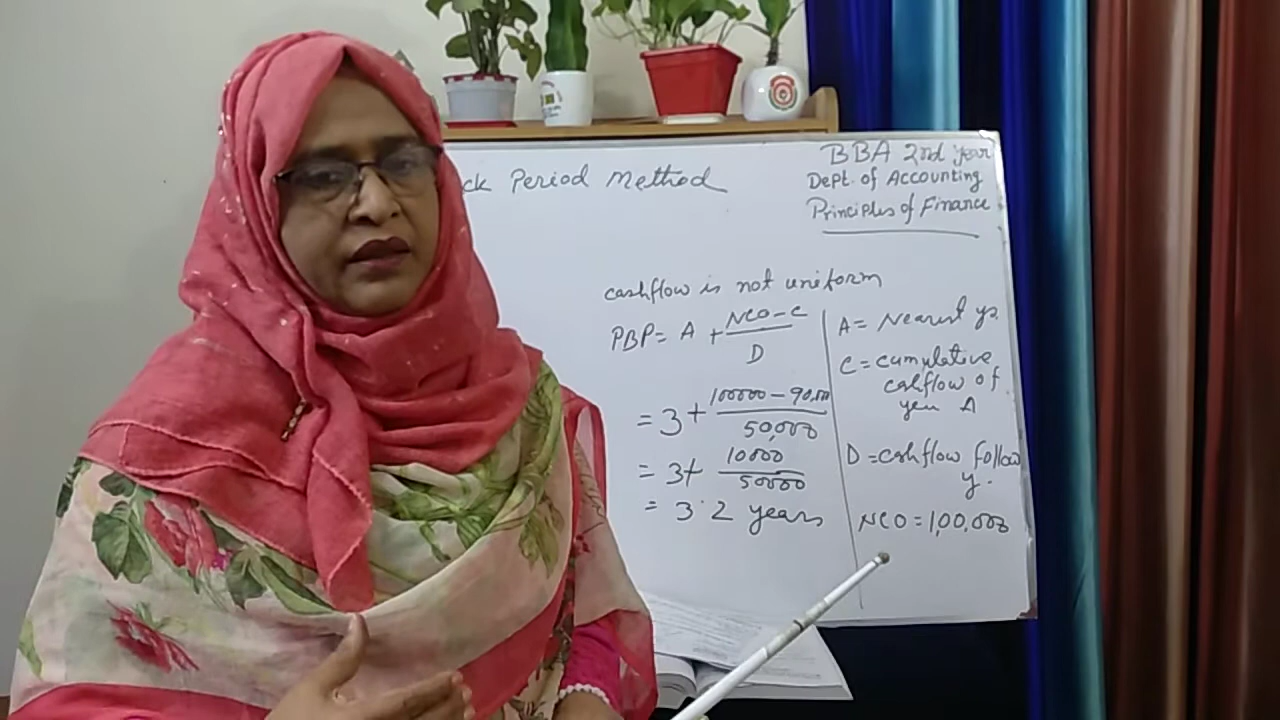 ck Period Method
BBA 2nd year
Dept. of Accounting
Principles of Finance
cashflow is not uniform
PBP = A + NCO - C
D
= 3 + 100000 - 90,000
50,000
= 3 + 10000
50000
= 3.2 years
A = Nearest yr.
C = cumulative
cashflow of
year A
D = cashflow follow
y.
NCO = 1,00,000